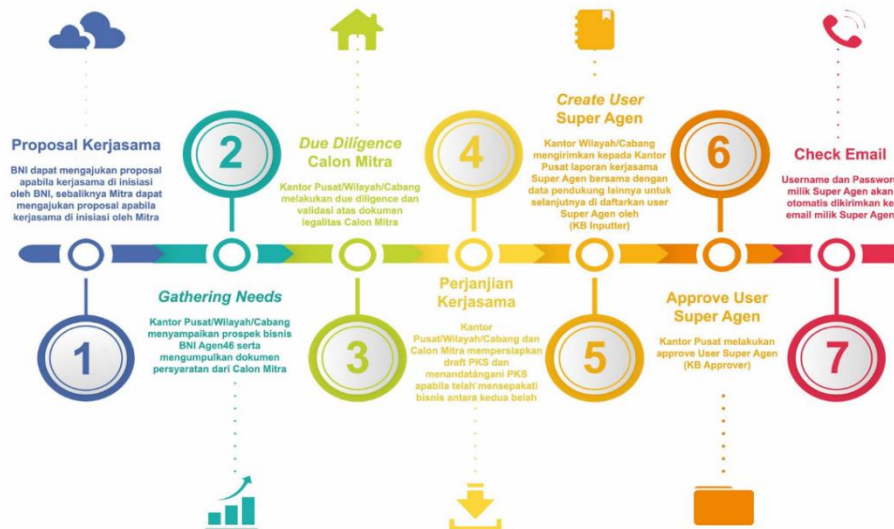 1
Proposal Kerjasama
BNI dapat mengajukan proposal
apabila kerjasama di inisiasi
oleh BNI, sebaliknya Mitra dapat
mengajukan proposal apabila
kerjasama di inisiasi oleh Mitra
2
Gathering Needs
Kantor Pusat/Wilayah/Cabang
menyampaikan prospek bisnis
BNI Agen46 serta
mengumpulkan dokumen
persyaratan dari Calon Mitra
3
Due Diligence
Calon Mitra
Kantor Pusat/Wilayah/Cabang
melakukan due diligence dan
validasi atas dokumen
legalitas Calon Mitra
4
Perjanjian
Kerjasama
Kantor
Pusat/Wilayah/Cabang dan
Calon Mitra mempersiapkan
draft PKS dan
menandatángani PKS
apabila telah mensepakati
bisnis antara kedua belah
5
Create User
Super Agen
Kantor Wilayah/Cabang
mengirimkan kepada Kantor
Pusat laporan kerjasama
Super Agen bersama dengan
data pendukung lainnya untuk
selanjutnya di daftarkan user
Super Agen oleh
(KB Inputter)
6
Approve User
Super Agen
Kantor Pusat melakukan
approve User Super Agen
(KB Approver)
7
Check Email
Username dan Password
milik Super Agen akan
otomatis dikirimkan ke
email milik Super Agen